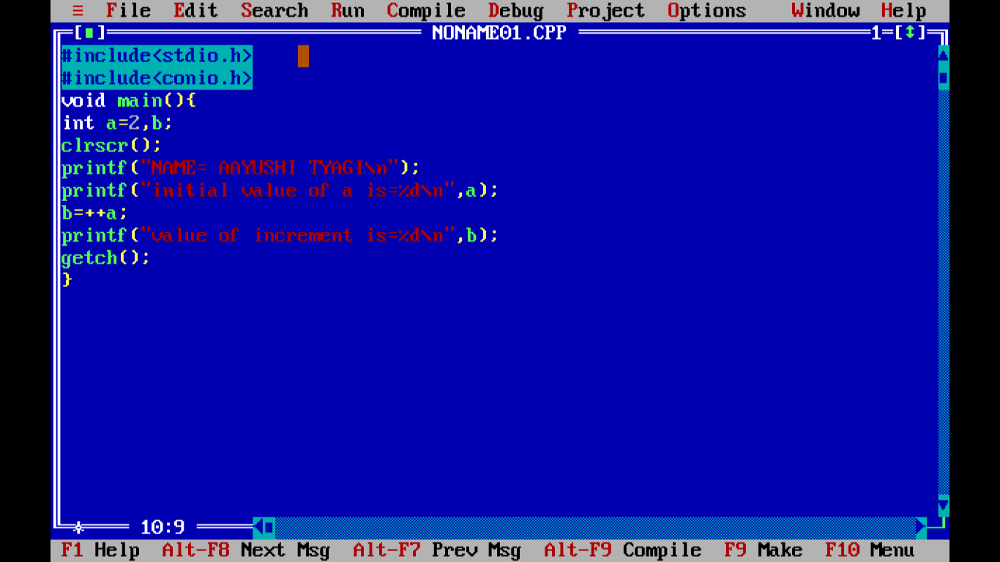 ≡ File Edit Search Run Compile Debug Project Options Window Help
[■] NONAME01.CPP 1=[↕]
#include<stdio.h>
#include<conio.h>
void main(){
int a=2,b;
clrscr();
printf("NAME= AAYUSHI TYAGI\n");
printf("initial value of a is=%d\n",a);
b=++a;
printf("value of increment is=%d\n",b);
getch();
}
10:9
F1 Help Alt-F8 Next Msg Alt-F7 Prev Msg Alt-F9 Compile F9 Make F10 Menu